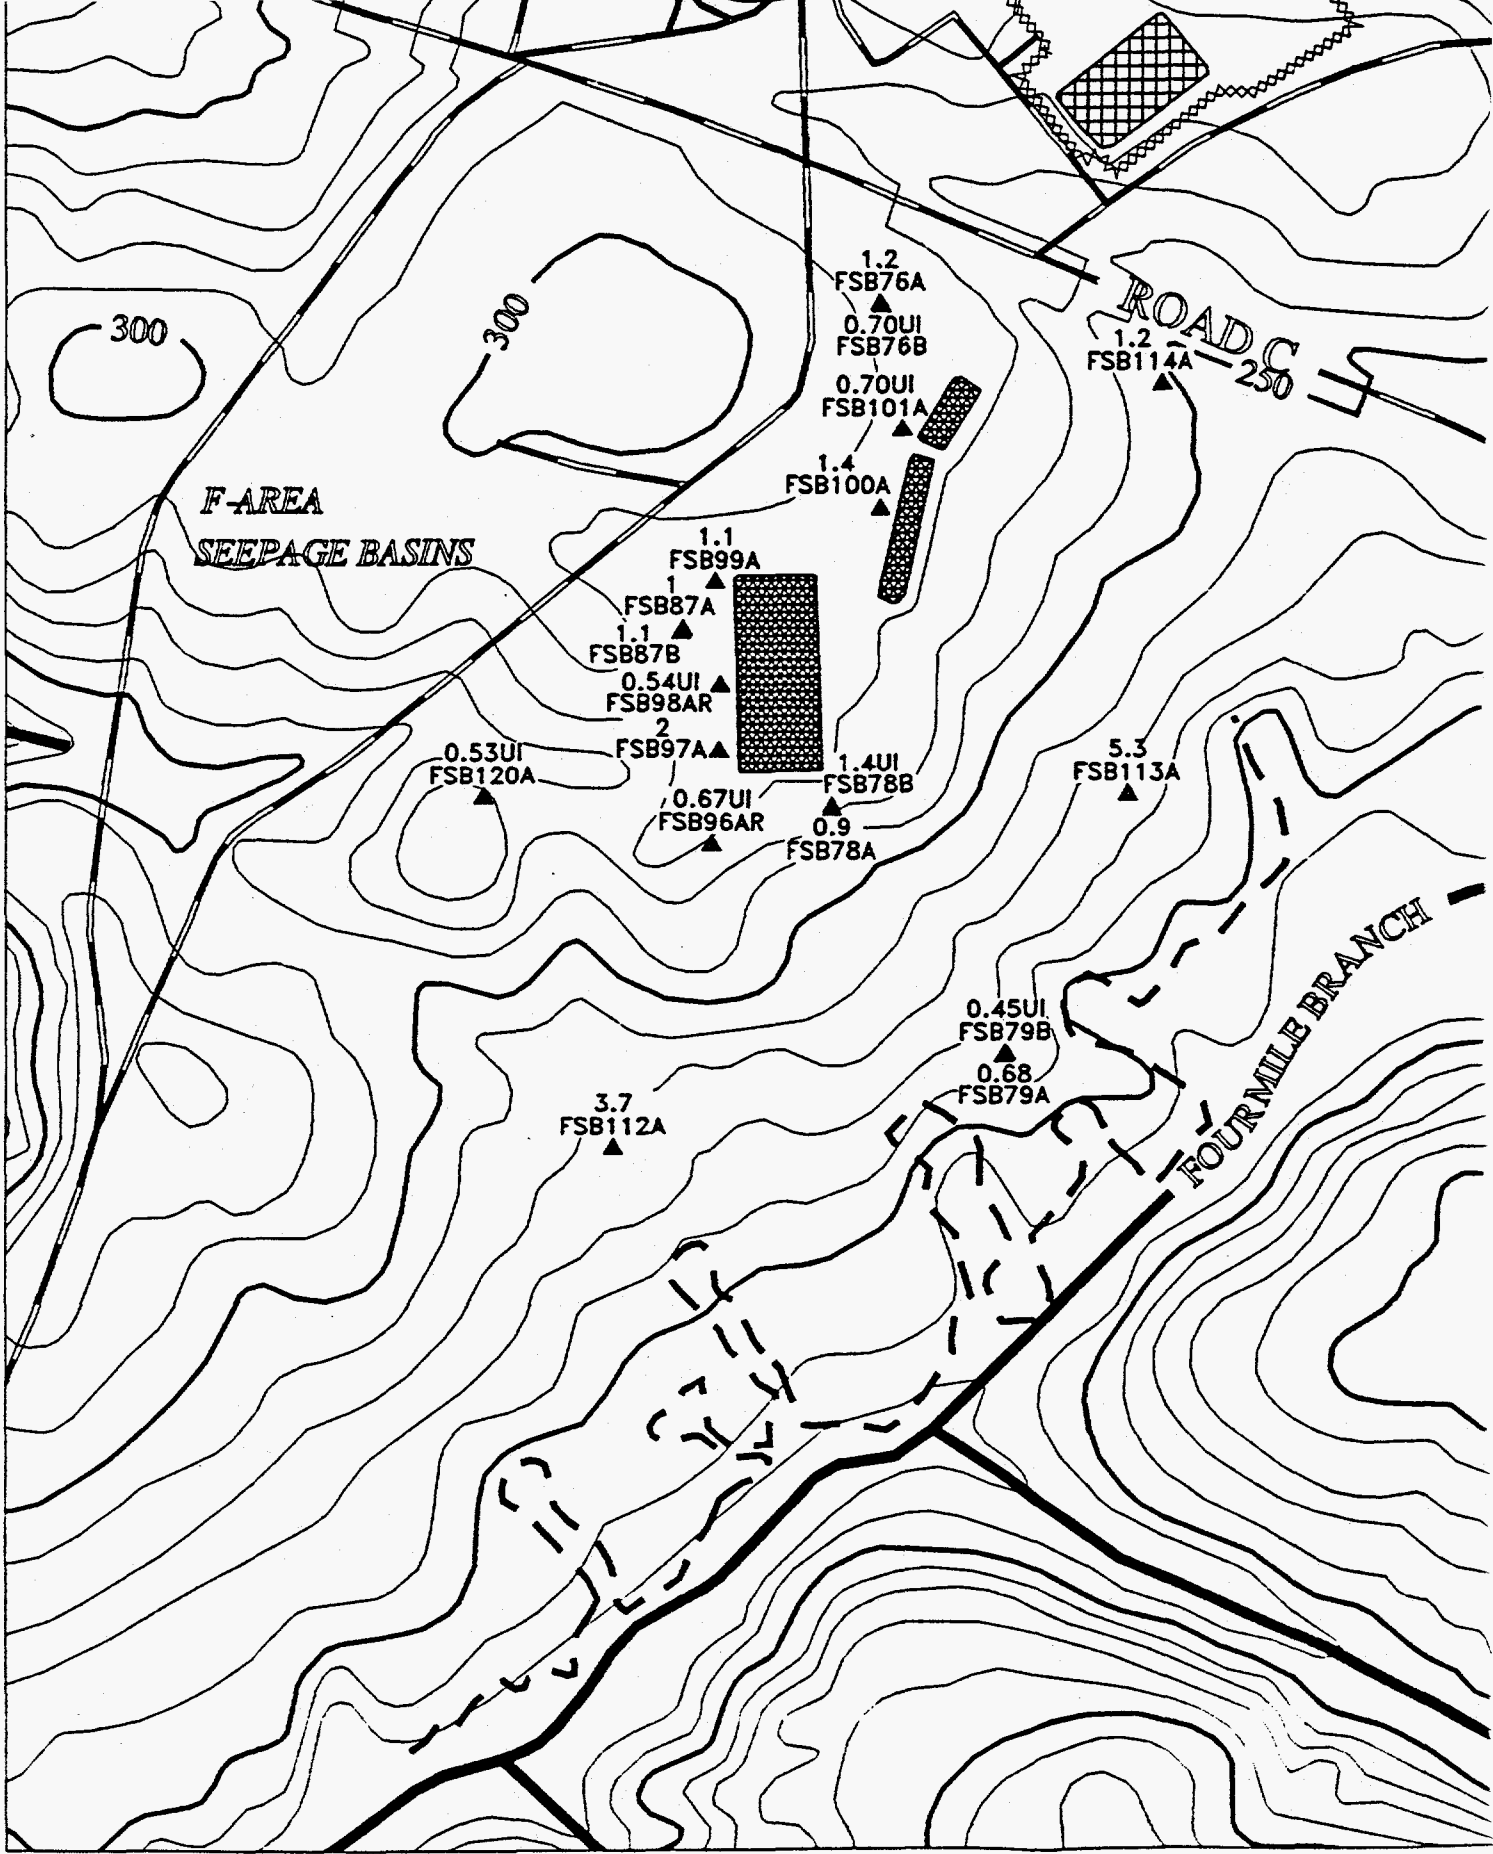 1.2
FSB76A
0.70UI
FSB76B
ROAD C
1.2
FSB114A
250
300
300
0.70UI
FSB101A
1.4
FSB100A
F-AREA
SEEPAGE BASINS
1.1
FSB99A
1
FSB87A
1.1
FSB87B
0.54UI
FSB98AR
2
FSB97A
0.53UI
FSB120A
1.4UI
FSB78B
0.67UI
FSB96AR
0.9
FSB78A
5.3
FSB113A
FOURMILE BRANCH
0.45UI
FSB79B
0.68
FSB79A
3.7
FSB112A